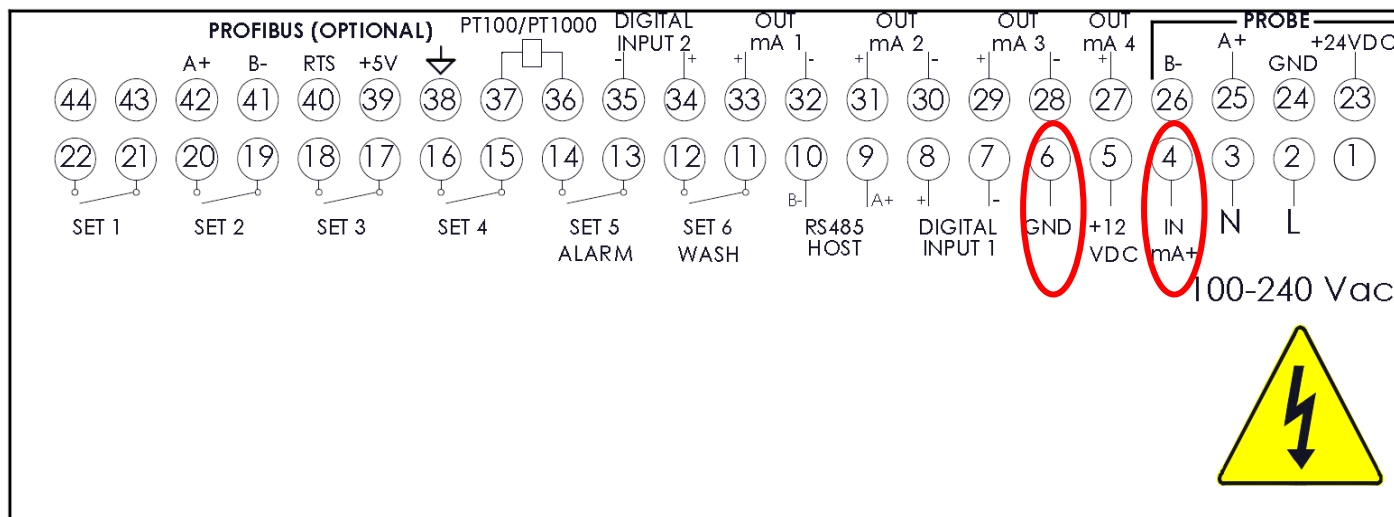 PROFIBUS (OPTIONAL) PT100/PT1000 DIGITAL INPUT 2 OUT mA 1 OUT mA 2 OUT mA 3 OUT mA 4 PROBE
A+ B- RTS +5V - + + - + - + - + B- A+ GND +24VDC
44 43 42 41 40 39 38 37 36 35 34 33 32 31 30 29 28 27 26 25 24 23
22 21 20 19 18 17 16 15 14 13 12 11 10 9 8 7 6 5 4 3 2 1
B- A+ + -
SET 1 SET 2 SET 3 SET 4 SET 5 SET 6 RS485 DIGITAL GND +12 IN N L
ALARM WASH HOST INPUT 1 VDC mA+
100-240 Vac